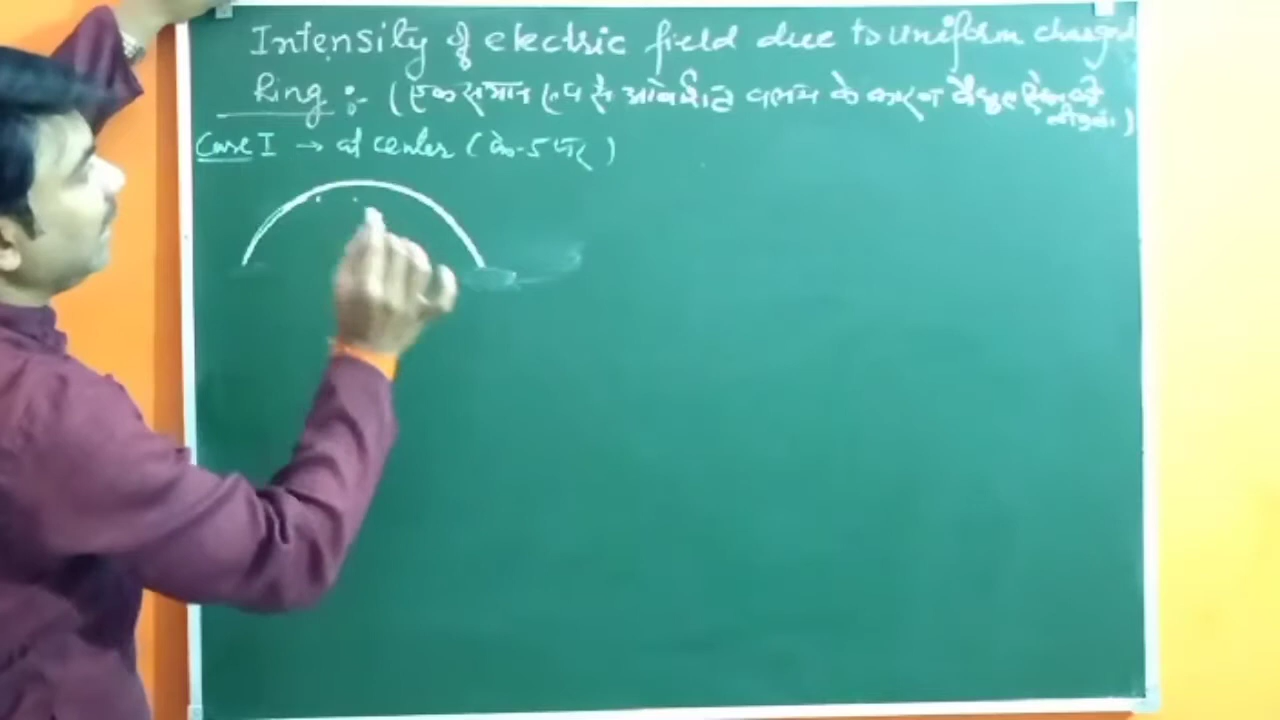 Intensity of electric field due to uniform charged
Ring :- (एक समान रूप से आवेशित वलय के कारण वैद्युत क्षेत्र की
तीव्रता)
Case I → at center (केन्द्र पर)